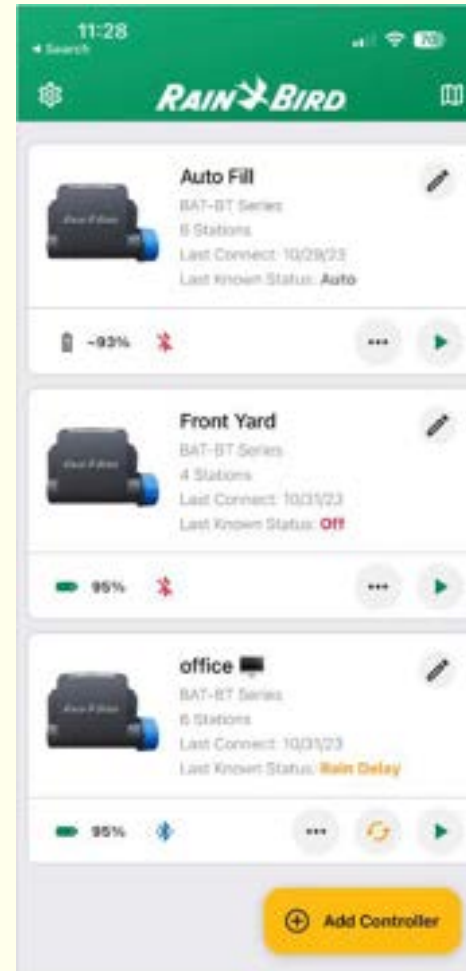 11:28
◀ Search
70
RAIN BIRD
Auto Fill
BAT-BT Series
6 Stations
Last Connect: 10/29/23
Last Known Status: Auto
~93%
Front Yard
BAT-BT Series
4 Stations
Last Connect: 10/31/23
Last Known Status: Off
95%
office
BAT-BT Series
6 Stations
Last Connect: 10/31/23
Last Known Status: Rain Delay
95%
Add Controller